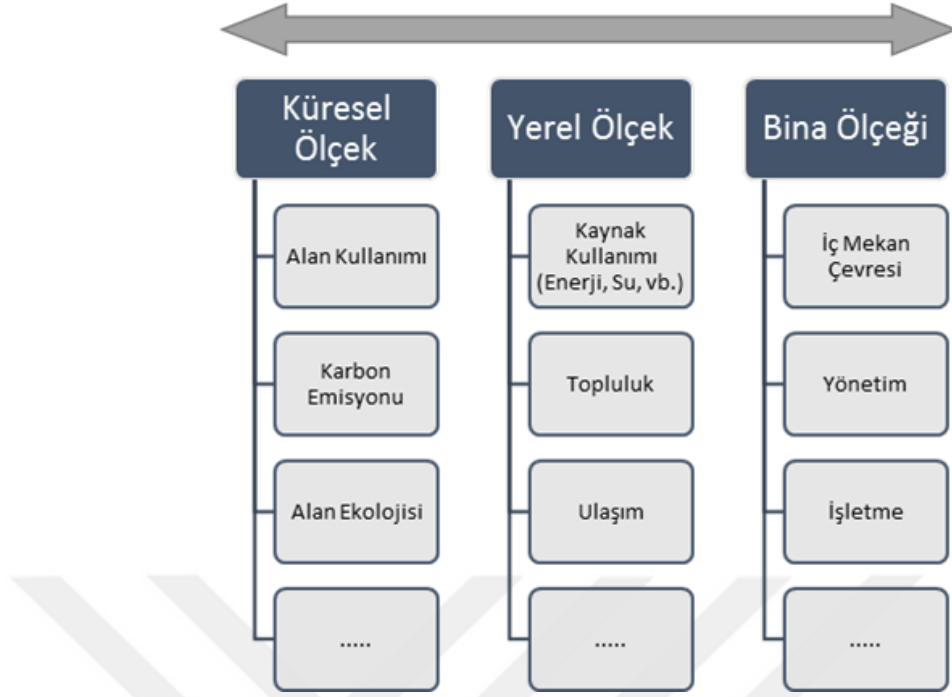 Küresel
Ölçek
Alan Kullanımı
Karbon
Emisyonu
Alan Ekolojisi
.....
Yerel Ölçek
Kaynak
Kullanımı
(Enerji, Su, vb.)
Topluluk
Ulaşım
.....
Bina Ölçeği
İç Mekan
Çevresi
Yönetim
İşletme
.....